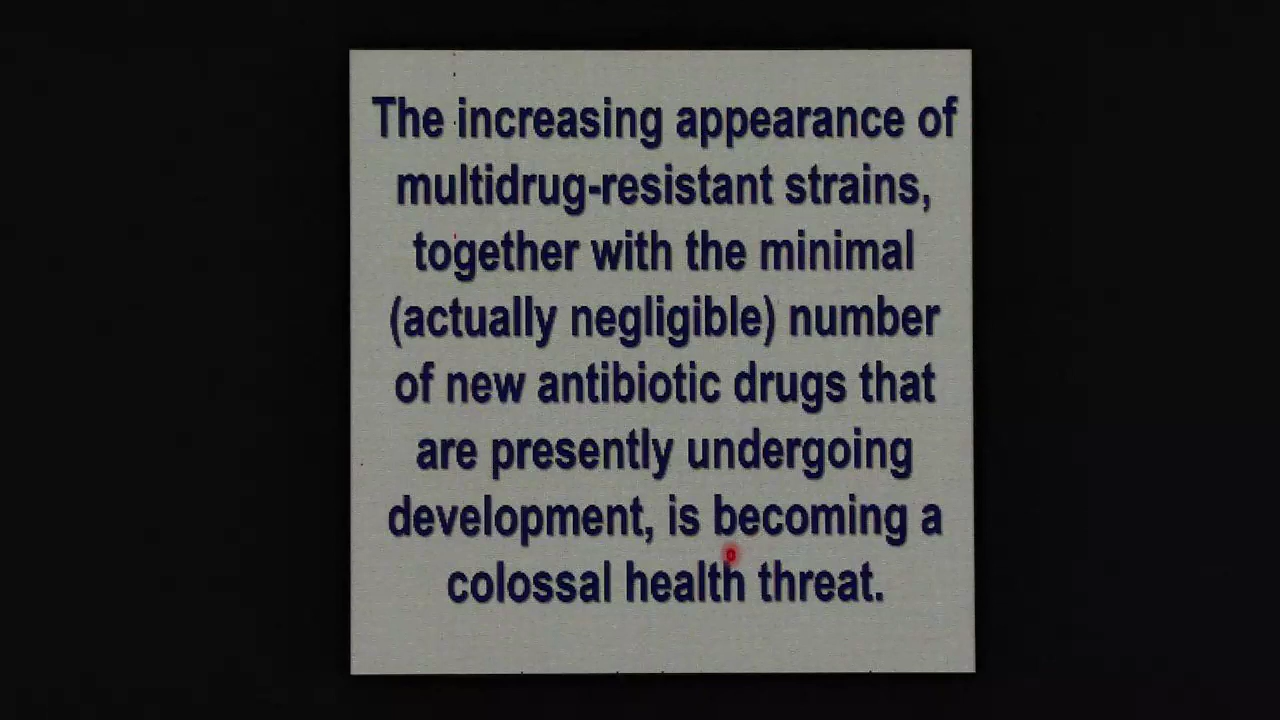 The increasing appearance of
multidrug-resistant strains,
together with the minimal
(actually negligible) number
of new antibiotic drugs that
are presently undergoing
development, is becoming a
colossal health threat.